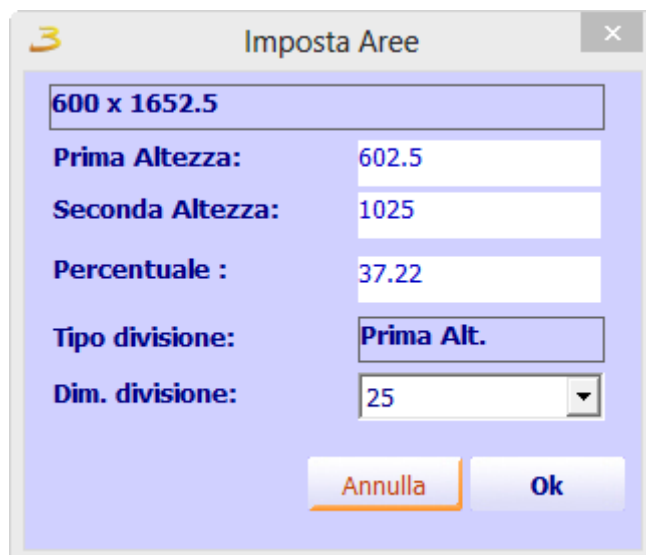 Imposta Aree
600 x 1652.5
Prima Altezza: 602.5
Seconda Altezza: 1025
Percentuale : 37.22
Tipo divisione: Prima Alt.
Dim. divisione: 25
Annulla Ok